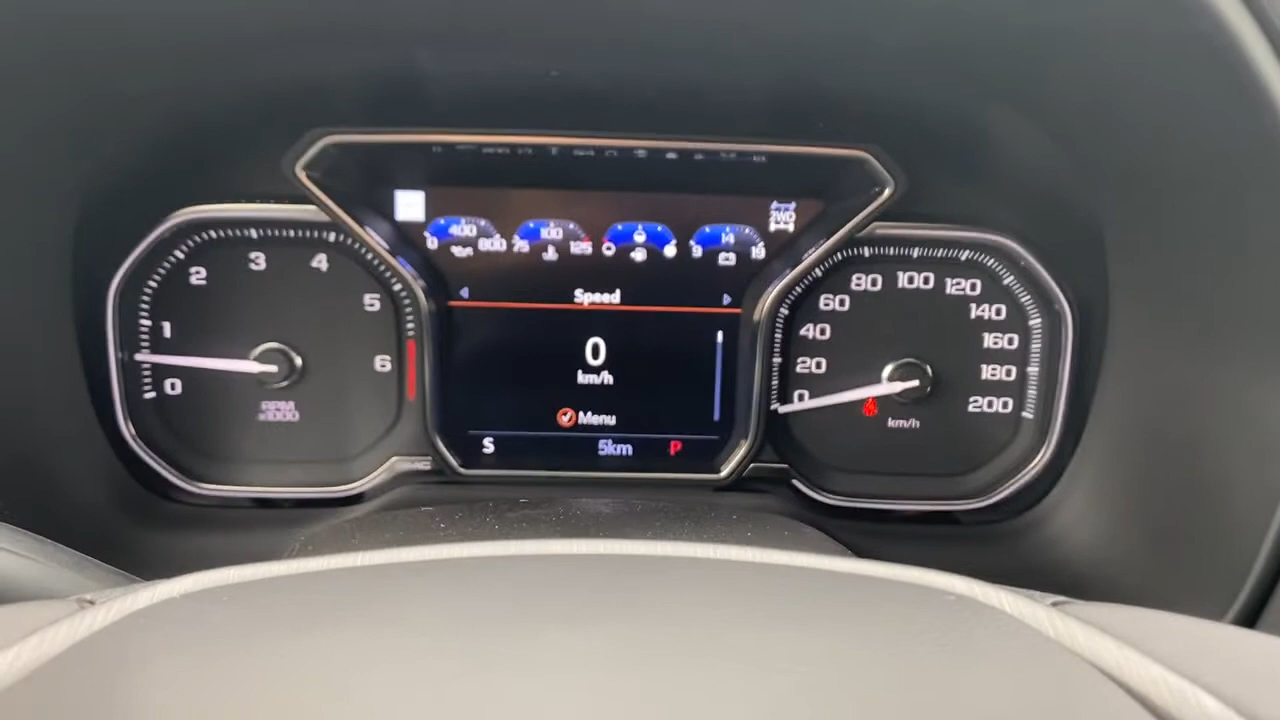 400 100 14
0 800 75 125 9 19
2WD
Speed
0
km/h
Menu
S 5km P
0 1 2 3 4 5 6
RPM
x1000
0 20 40 60 80 100 120 140 160 180 200
km/h